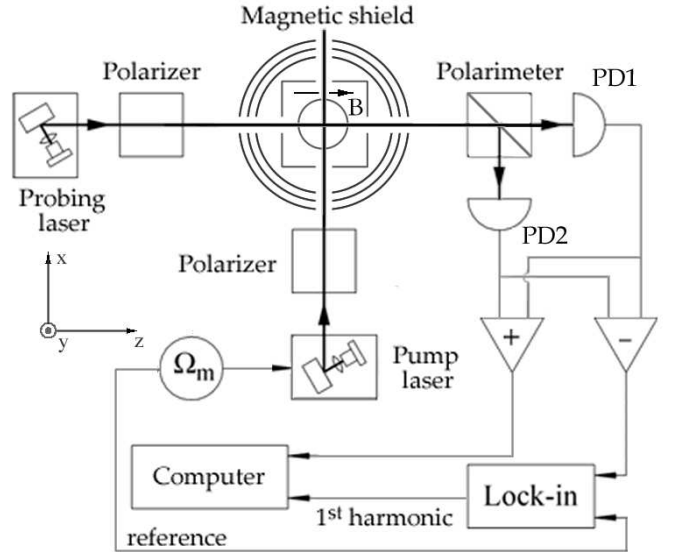 Magnetic shield
Polarizer
Polarimeter
PD1
B
Probing
laser
PD2
Polarizer
x
y
z
Ωm
Pump
laser
+
-
Computer
Lock-in
1st harmonic
reference